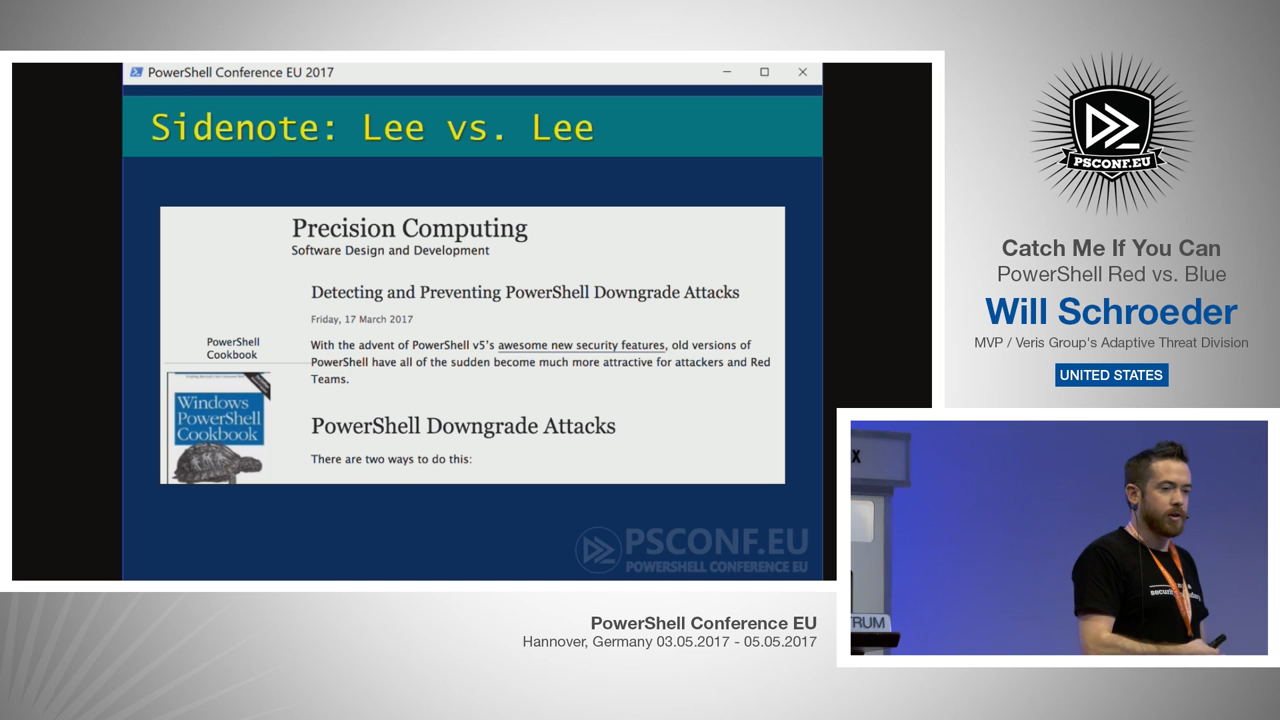 PowerShell Conference EU 2017
Sidenote: Lee vs. Lee
Precision Computing
Software Design and Development
Detecting and Preventing PowerShell Downgrade Attacks
Friday, 17 March 2017
With the advent of PowerShell v5's awesome new security features, old versions of
PowerShell have all of the sudden become much more attractive for attackers and Red
Teams.
PowerShell Downgrade Attacks
There are two ways to do this:
PowerShell
Cookbook
Windows
PowerShell
Cookbook
PSCONF.EU
POWERSHELL CONFERENCE EU
PSCONF.EU
Catch Me If You Can
PowerShell Red vs. Blue
Will Schroeder
MVP / Veris Group's Adaptive Threat Division
UNITED STATES
X
TRUM
PowerShell Conference EU
Hannover, Germany 03.05.2017 - 05.05.2017